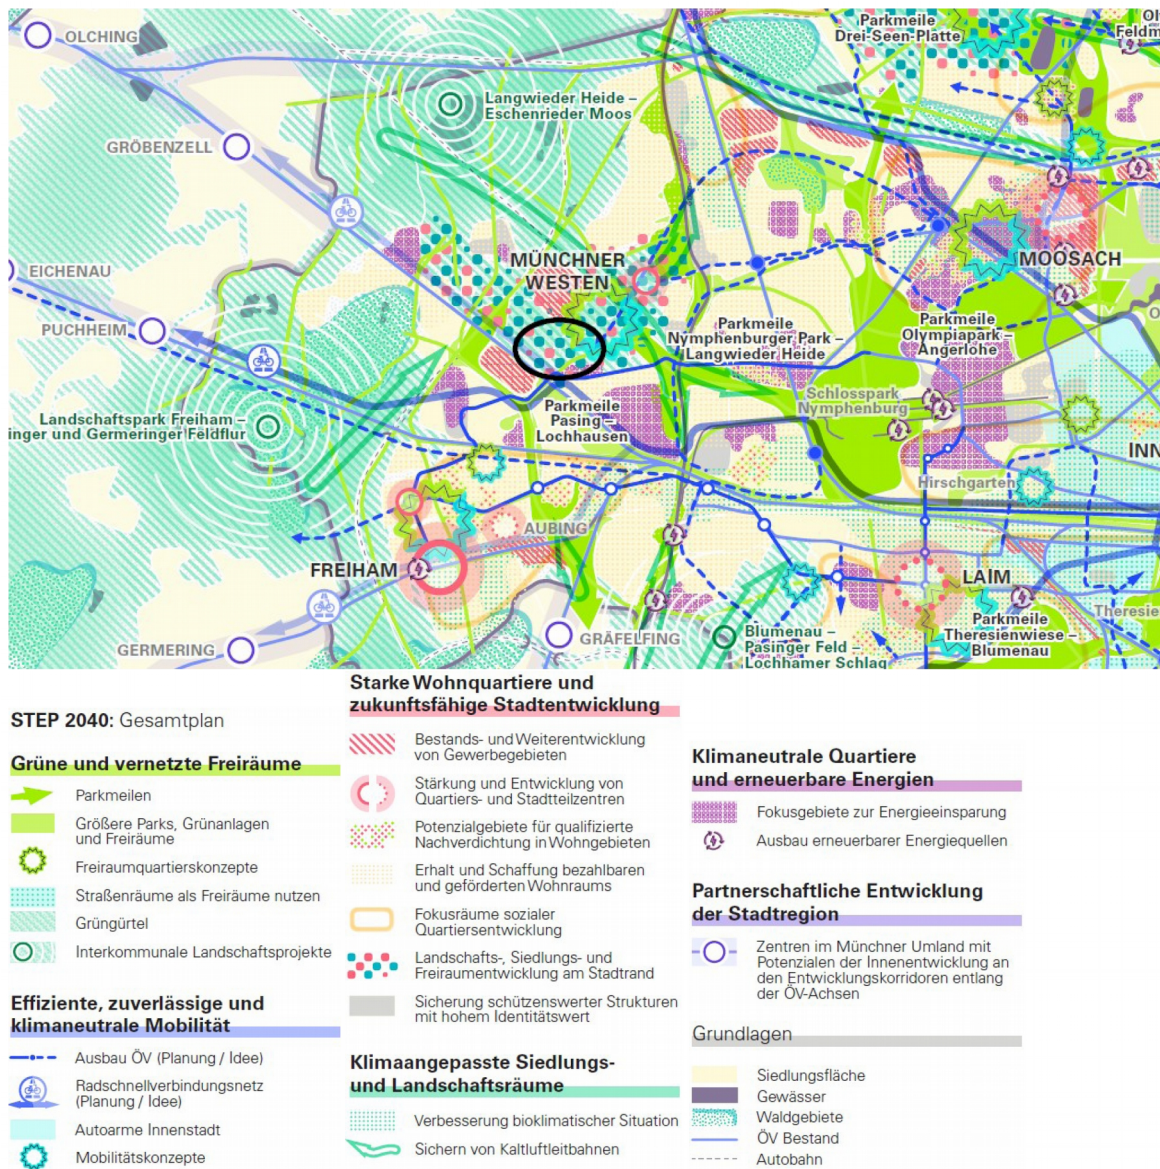 OLCHING
Parkmeile
Drei-Seen-Platte
Langwieder Heide –
Eschenrieder Moos
GRÖBENZELL
MÜNCHNER
WESTEN
MOOSACH
EICHENAU
PUCHHEIM
Parkmeile
Nymphenburger Park –
Langwieder Heide
Parkmeile
Olympiapark –
Angerlohe
Schlosspark
Nymphenburg
Landschaftspark Freiham –
inger und Germeringer Feldflur
Parkmeile
Pasing –
Lochhausen
INN
Hirschgarten
AUBING
FREIHAM
LAIM
Theresie
GERMERING
GRÄFELFING
Blumenau –
Pasinger Feld –
Lochhamer Schlag
Parkmeile
Theresienwiese –
Blumenau
STEP 2040: Gesamtplan
Grüne und vernetzte Freiräume
Parkmeilen
Größere Parks, Grünanlagen
und Freiräume
Freiraumquartierskonzepte
Straßenräume als Freiräume nutzen
Grüngürtel
Interkommunale Landschaftsprojekte
Effiziente, zuverlässige und
klimaneutrale Mobilität
Ausbau ÖV (Planung / Idee)
Radschnellverbindungsnetz
(Planung / Idee)
Autoarme Innenstadt
Mobilitätskonzepte
Starke Wohnquartiere und
zukunftsfähige Stadtentwicklung
Bestands- und Weiterentwicklung
von Gewerbegebieten
Stärkung und Entwicklung von
Quartiers- und Stadtteilzentren
Potenzialgebiete für qualifizierte
Nachverdichtung in Wohngebieten
Erhalt und Schaffung bezahlbaren
und geförderten Wohnraums
Fokusräume sozialer
Quartiersentwicklung
Landschafts-, Siedlungs- und
Freiraumentwicklung am Stadtrand
Sicherung schützenswerter Strukturen
mit hohem Identitätswert
Klimaangepasste Siedlungs-
und Landschaftsräume
Verbesserung bioklimatischer Situation
Sichern von Kaltluftleitbahnen
Klimaneutrale Quartiere
und erneuerbare Energien
Fokusgebiete zur Energieeinsparung
Ausbau erneuerbarer Energiequellen
Partnerschaftliche Entwicklung
der Stadtregion
Zentren im Münchner Umland mit
Potenzialen der Innenentwicklung an
den Entwicklungskorridoren entlang
der ÖV-Achsen
Grundlagen
Siedlungsfläche
Gewässer
Waldgebiete
ÖV Bestand
Autobahn